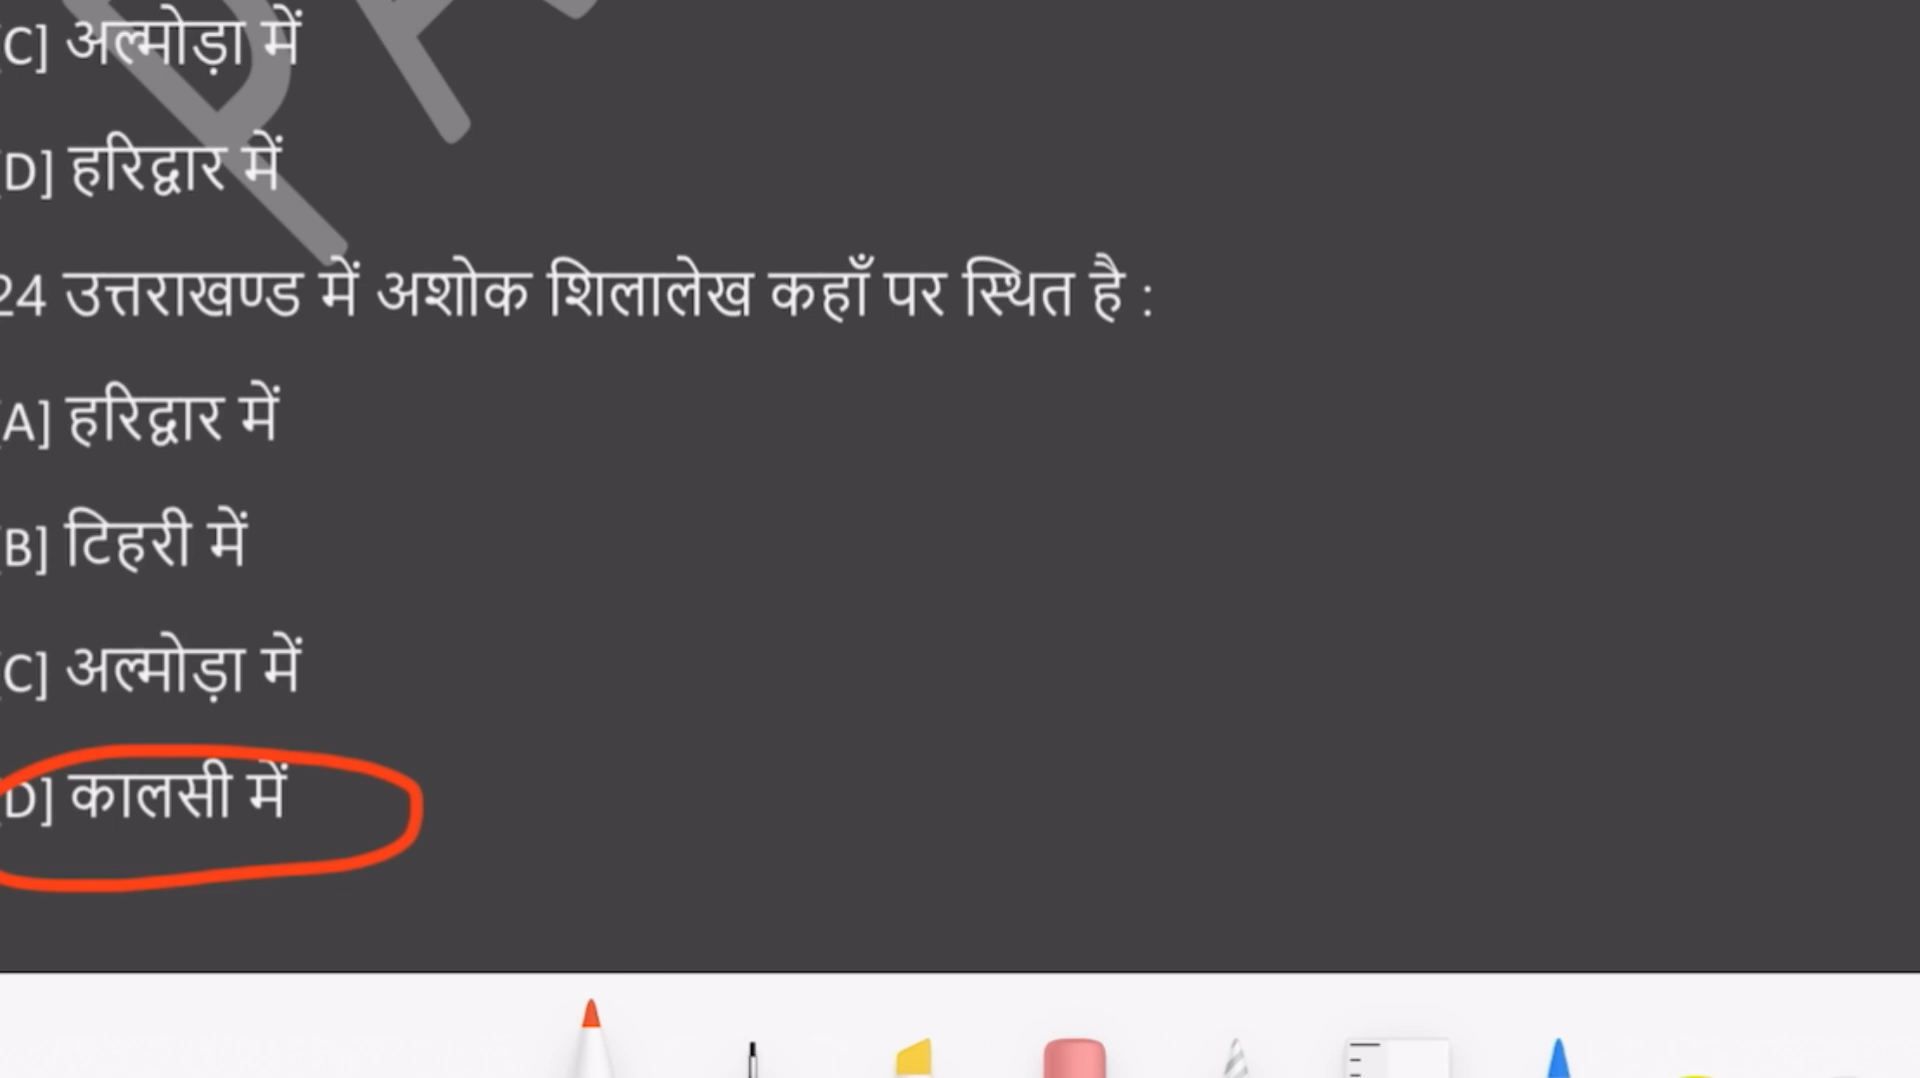 [C] अल्मोड़ा में
[D] हरिद्वार में
24 उत्तराखण्ड में अशोक शिलालेख कहाँ पर स्थित है :
[A] हरिद्वार में
[B] टिहरी में
[C] अल्मोड़ा में
[D] कालसी में